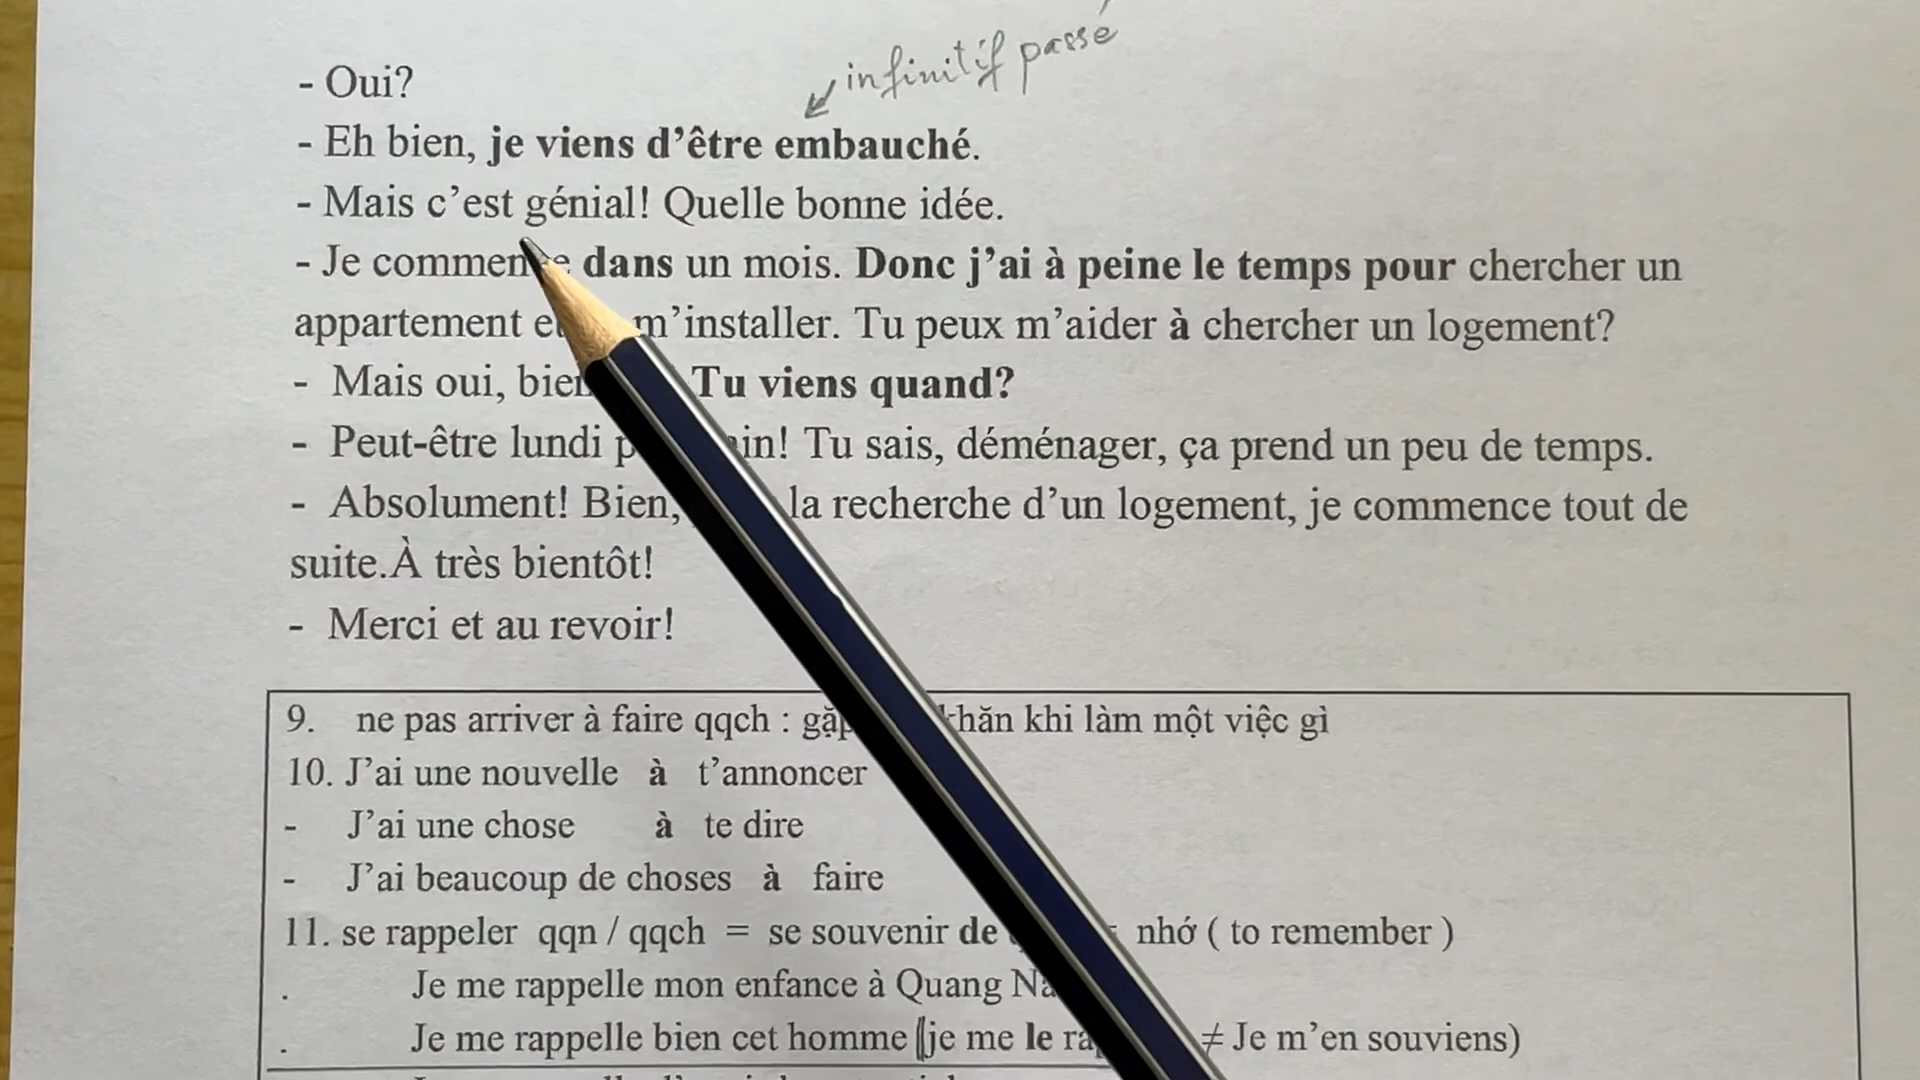 infinitif passé
- Oui?
- Eh bien, je viens d'être embauché.
- Mais c'est génial! Quelle bonne idée.
- Je commence dans un mois. Donc j'ai à peine le temps pour chercher un
appartement et m'installer. Tu peux m'aider à chercher un logement?
- Mais oui, bien Tu viens quand?
- Peut-être lundi prochain! Tu sais, déménager, ça prend un peu de temps.
- Absolument! Bien, la recherche d'un logement, je commence tout de
suite.À très bientôt!
- Merci et au revoir!
9. ne pas arriver à faire qqch : gặp khăn khi làm một việc gì
10. J'ai une nouvelle à t'annoncer
- J'ai une chose à te dire
- J'ai beaucoup de choses à faire
11. se rappeler qqn / qqch = se souvenir de nhớ ( to remember )
. Je me rappelle mon enfance à Quang
. Je me rappelle bien cet homme (je me le ≠ Je m'en souviens)